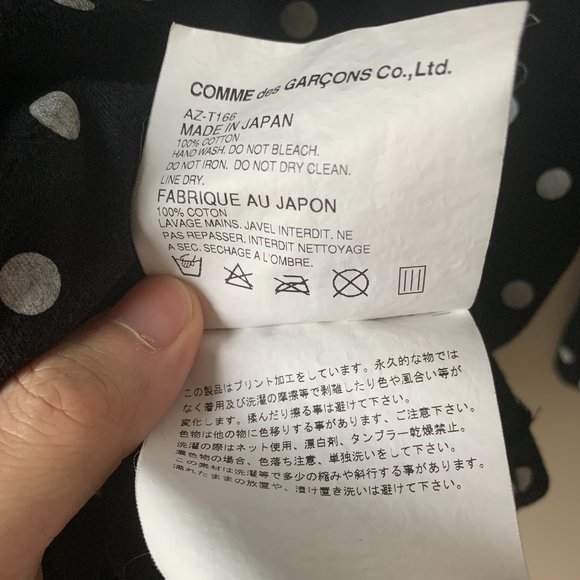 COMME des GARÇONS Co.,Ltd.
AZ-T166
MADE IN JAPAN
100% COTTON
HAND WASH. DO NOT BLEACH.
DO NOT IRON. DO NOT DRY CLEAN.
LINE DRY.
FABRIQUE AU JAPON
100% COTON
LAVAGE MAINS. JAVEL INTERDIT. NE
PAS REPASSER. INTERDIT NETTOYAGE
A SEC. SECHAGE A L'OMBRE.
この製品はプリント加工をしています。永久的な物では
なく着用及び洗濯の摩擦等で剥離したり色や風合い等が
変化します。揉んだり擦る事は避けて下さい。
色物は他の物に色移りする事があります、ご注意下さい。
洗濯の際はネット使用、漂白剤、タンブラー乾燥禁止。
濃色物の場合、色落ち注意、単独洗いをして下さい。
この素材は洗濯等で多少の縮みや斜行する事があります。
濡れたままの放置や、漬け置き洗いは避けて下さい。